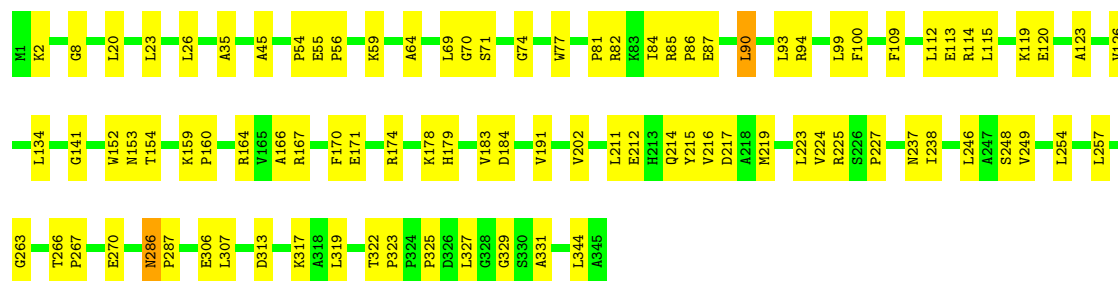 M1 K2 G8 L20 L23 L26 A35 A45 P54 E55 P56 K59 A64 L69 G70 S71 G74 W77 P81 R82 K83 I84 R85 P86 E87 L90 L93 R94 L99 F100 F109 L112 E113 R114 L115 K119 E120 A123 V126
L134 G141 W152 N153 T154 K159 P160 R164 V165 A166 R167 F170 E171 R174 K178 H179 V183 D184 V191 V202 L211 E212 H213 Q214 Y215 V216 D217 A218 M219 L223 V224 R225 S226 P227 N237 I238 L246 A247 S248 V249 L254 L257
G263 T266 P267 E270 N286 P287 E306 L307 D313 K317 A318 L319 T322 P323 P324 P325 D326 L327 G328 G329 S330 A331 L344 A345